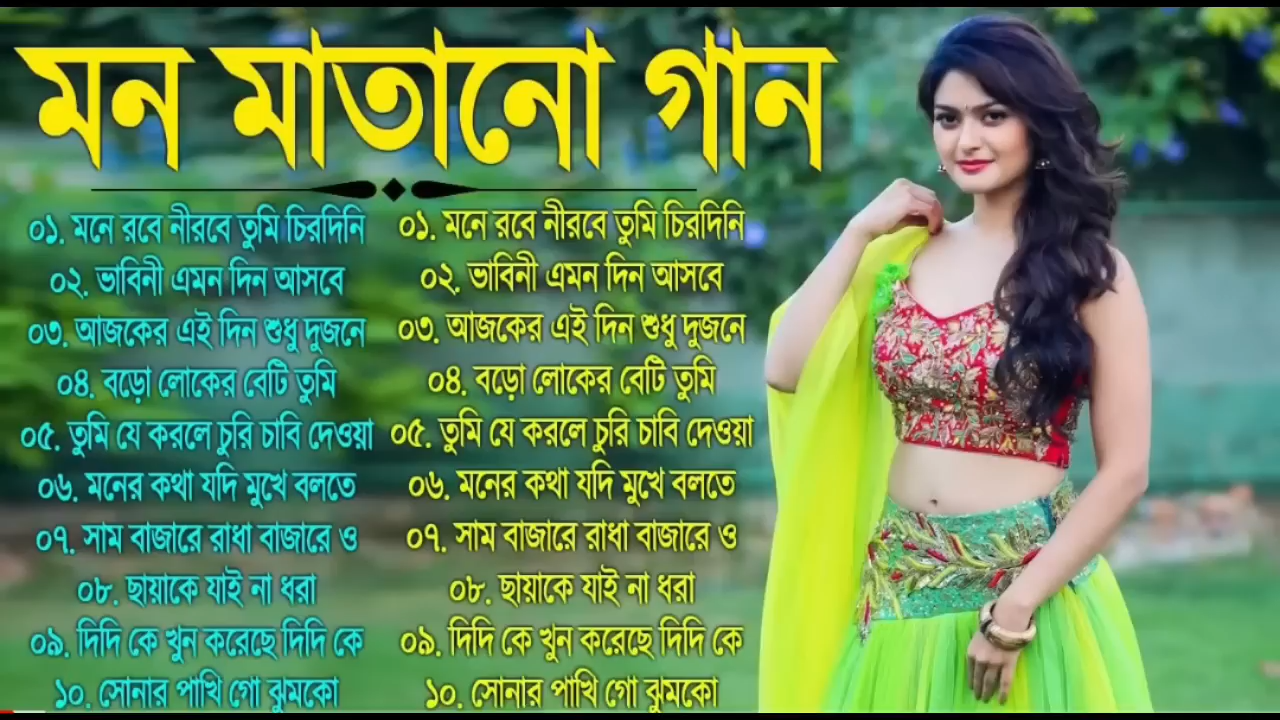 মন মাতানো গান
০১. মনে রবে নীরবে তুমি চিরদিনি
০২. ভাবিনী এমন দিন আসবে
০৩. আজকের এই দিন শুধু দুজনে
০৪. বড়ো লোকের বেটি তুমি
০৫. তুমি যে করলে চুরি চাবি দেওয়া
০৬. মনের কথা যদি মুখে বলতে
০৭. সাম বাজারে রাধা বাজারে ও
০৮. ছায়াকে যাই না ধরা
০৯. দিদি কে খুন করেছে দিদি কে
১০. সোনার পাখি গো ঝুমকো
০১. মনে রবে নীরবে তুমি চিরদিনি
০২. ভাবিনী এমন দিন আসবে
০৩. আজকের এই দিন শুধু দুজনে
০৪. বড়ো লোকের বেটি তুমি
০৫. তুমি যে করলে চুরি চাবি দেওয়া
০৬. মনের কথা যদি মুখে বলতে
০৭. সাম বাজারে রাধা বাজারে ও
০৮. ছায়াকে যাই না ধরা
০৯. দিদি কে খুন করেছে দিদি কে
১০. সোনার পাখি গো ঝুমকো